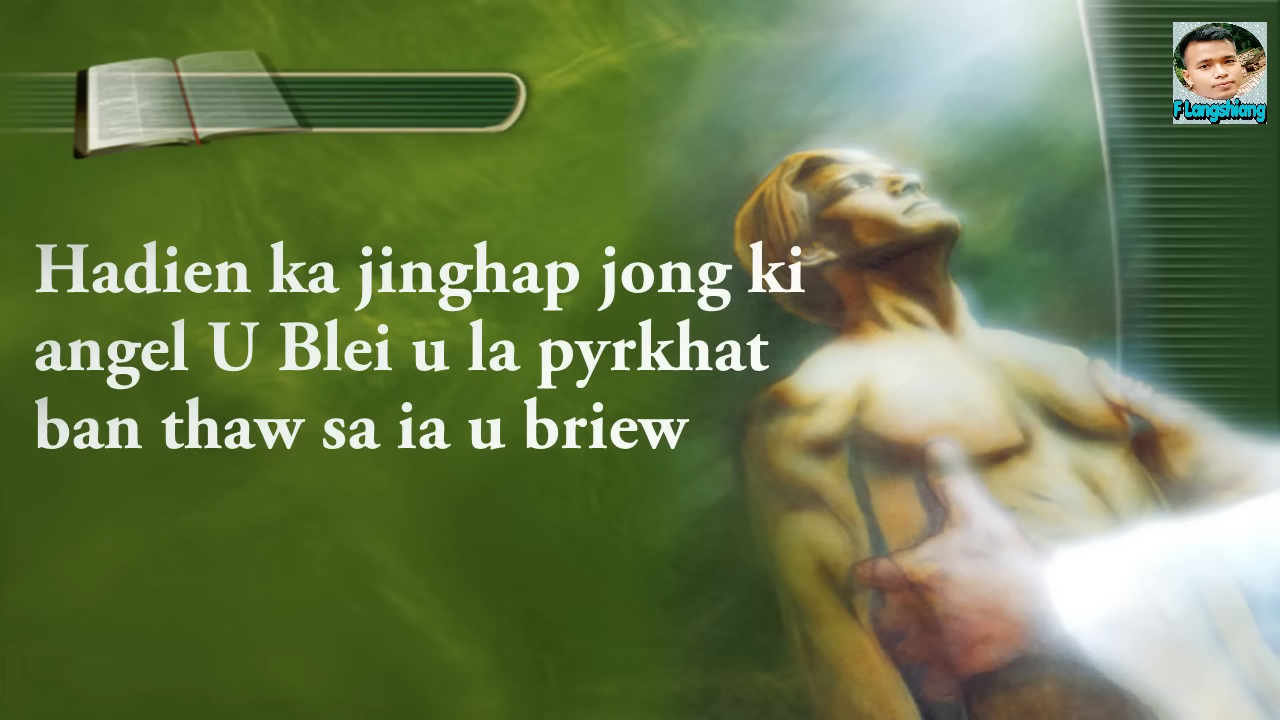 F Langshiang
Hadien ka jinghap jong ki
angel U Blei u la pyrkhat
ban thaw sa ia u briew